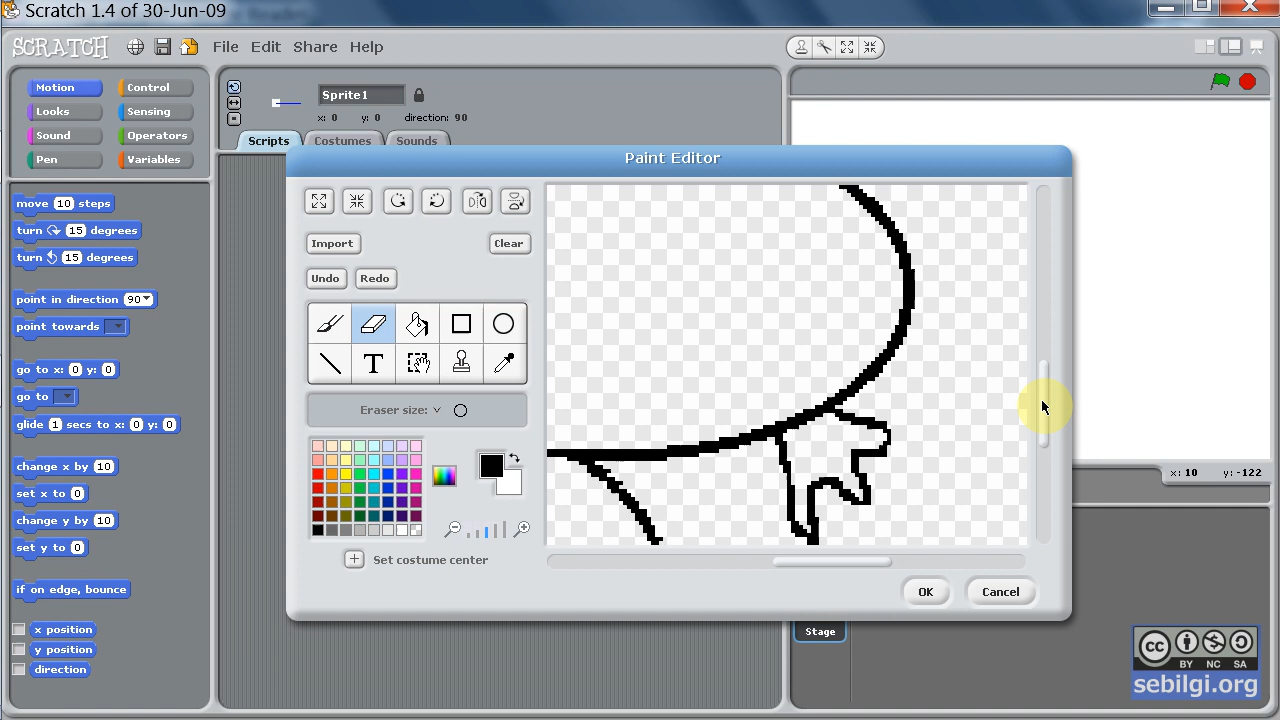 Scratch 1.4 of 30-Jun-09
SCRATCH File Edit Share Help
Motion Control
Looks Sensing
Sound Operators
Pen Variables
Sprite1
x: 0 y: 0 direction: 90
Scripts Costumes Sounds
move 10 steps
turn 15 degrees
turn 15 degrees
point in direction 90
point towards
go to x: 0 y: 0
go to
glide 1 secs to x: 0 y: 0
change x by 10
set x to 0
change y by 10
set y to 0
if on edge, bounce
x position
y position
direction
Paint Editor
Import Clear
Undo Redo
T
Eraser size:
Set costume center
OK Cancel
x: 10 y: -122
Stage
cc BY NC SA
sebilgi.org